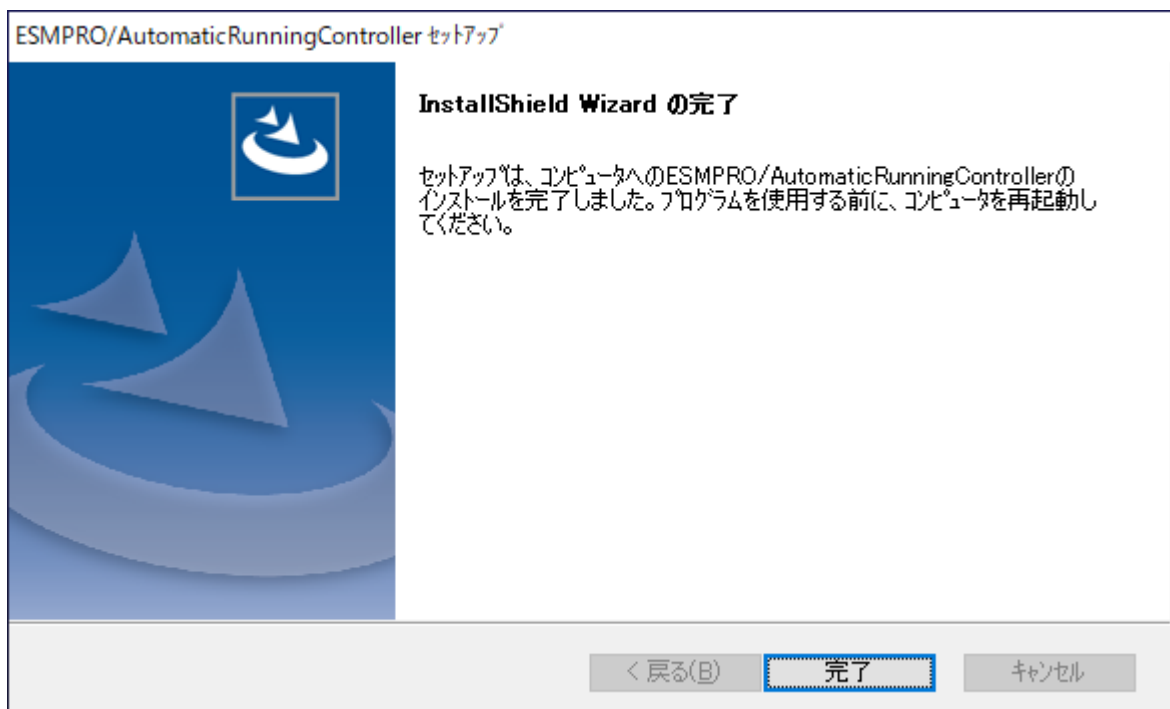 ESMPRO/AutomaticRunningController ｾｯﾄｱｯﾌﾟ
InstallShield Wizard の完了
ｾｯﾄｱｯﾌﾟは、ｺﾝﾋﾟｭｰﾀへのESMPRO/AutomaticRunningControllerの
ｲﾝｽﾄｰﾙを完了しました。ﾌﾟﾛｸﾞﾗﾑを使用する前に、ｺﾝﾋﾟｭｰﾀを再起動し
てください。
< 戻る(B)
完了
ｷｬﾝｾﾙ